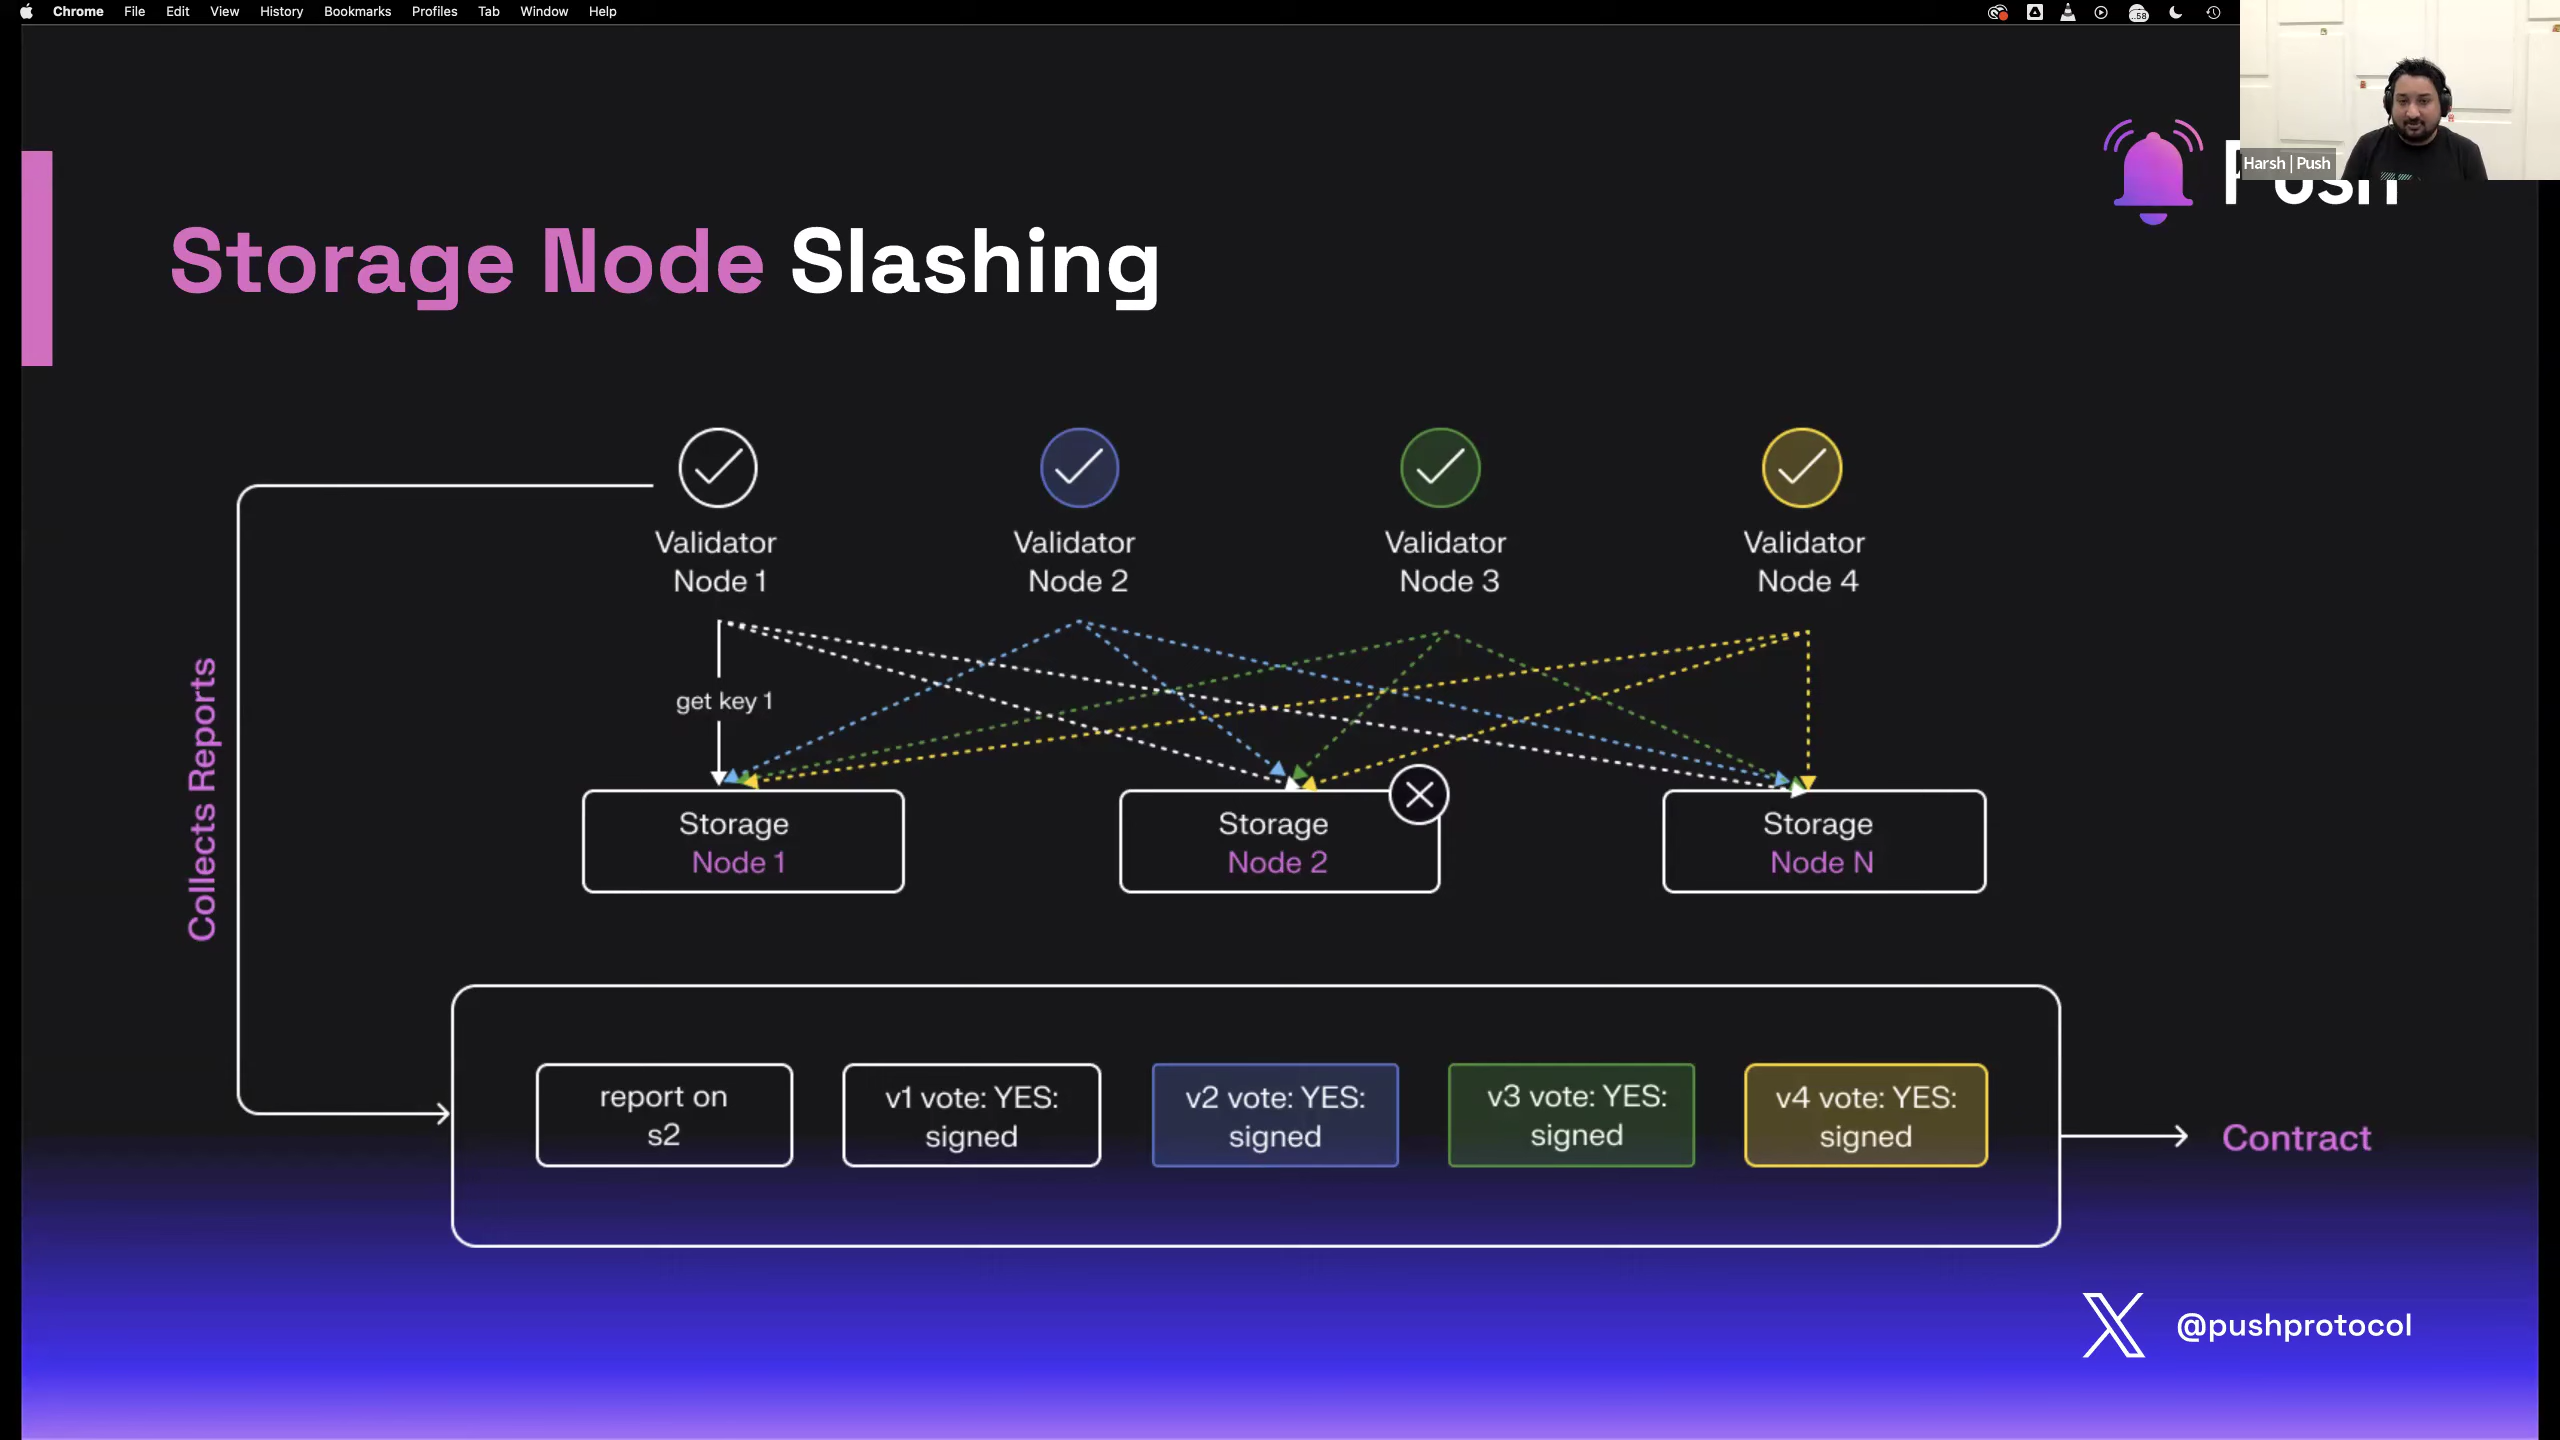 Chrome File Edit View History Bookmarks Profiles Tab Window Help
58
Harsh | Push
Push
Storage Node Slashing
Validator
Node 1
Validator
Node 2
Validator
Node 3
Validator
Node 4
get key 1
Collects Reports
Storage
Node 1
Storage
Node 2
Storage
Node N
report on
s2
v1 vote: YES:
signed
v2 vote: YES:
signed
v3 vote: YES:
signed
v4 vote: YES:
signed
Contract
@pushprotocol